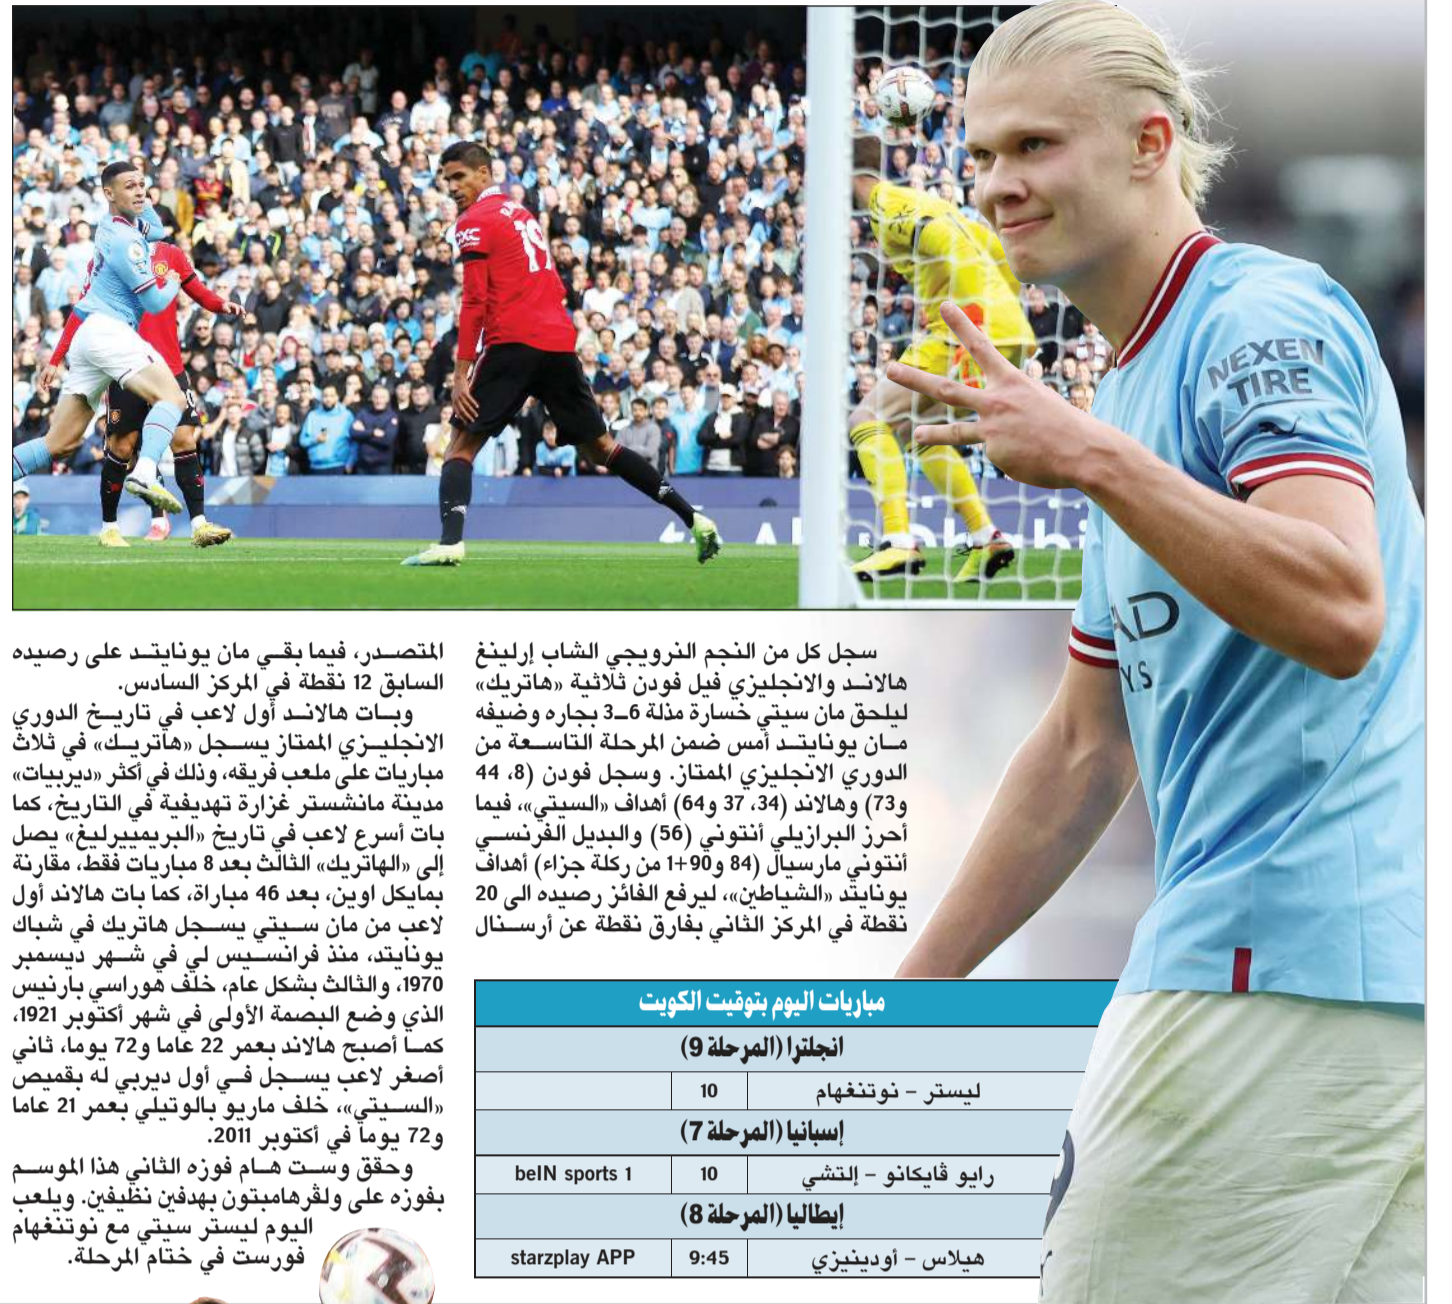 NEXEN
TIRE
19
Abu Dhabi
AD
YS
سجل كل من النجم النرويجي الشاب إرلينغ
هالاند والانجليزي فيل فودن ثلاثية «هاتريك»
ليلحق مان سيتي خسارة مذلة 6-3 بجاره وضيفه
مان يونايتد أمس ضمن المرحلة التاسعة من
الدوري الانجليزي الممتاز. وسجل فودن (8، 44
و73) وهالاند (34، 37 و64) أهداف «السيتي»، فيما
أحرز البرازيلي أنتوني (56) والبديل الفرنسي
أنتوني مارسيال (84 و90+1 من ركلة جزاء) أهداف
يونايتد «الشياطين»، ليرفع الفائز رصيده الى 20
نقطة في المركز الثاني بفارق نقطة عن أرسنال
المتصدر، فيما بقي مان يونايتد على رصيده
السابق 12 نقطة في المركز السادس.
وبات هالاند أول لاعب في تاريخ الدوري
الانجليزي الممتاز يسجل «هاتريك» في ثلاث
مباريات على ملعب فريقه، وذلك في أكثر «ديربيات»
مدينة مانشستر غزارة تهديفية في التاريخ، كما
بات أسرع لاعب في تاريخ «البريمييرليغ» يصل
إلى «الهاتريك» الثالث بعد 8 مباريات فقط، مقارنة
بمايكل اوين، بعد 46 مباراة، كما بات هالاند أول
لاعب من مان سيتي يسجل هاتريك في شباك
يونايتد، منذ فرانسيس لي في شهر ديسمبر
1970، والثالث بشكل عام، خلف هوراسي بارنيس
الذي وضع البصمة الأولى في شهر أكتوبر 1921،
كما أصبح هالاند بعمر 22 عاما و72 يوما، ثاني
أصغر لاعب يسجل في أول ديربي له بقميص
«السيتي»، خلف ماريو بالوتيلي بعمر 21 عاما
و72 يوما في أكتوبر 2011.
وحقق وست هام فوزه الثاني هذا الموسم
بفوزه على ولڤرهامبتون بهدفين نظيفين. ويلعب
اليوم ليستر سيتي مع نوتنغهام
فورست في ختام المرحلة.
مباريات اليوم بتوقيت الكويت
انجلترا (المرحلة 9)
ليستر - نوتنغهام 10
إسبانيا (المرحلة 7)
رايو ڤايكانو - إلتشي 10 beIN sports 1
إيطاليا (المرحلة 8)
هيلاس - أودينيزي 9:45 starzplay APP